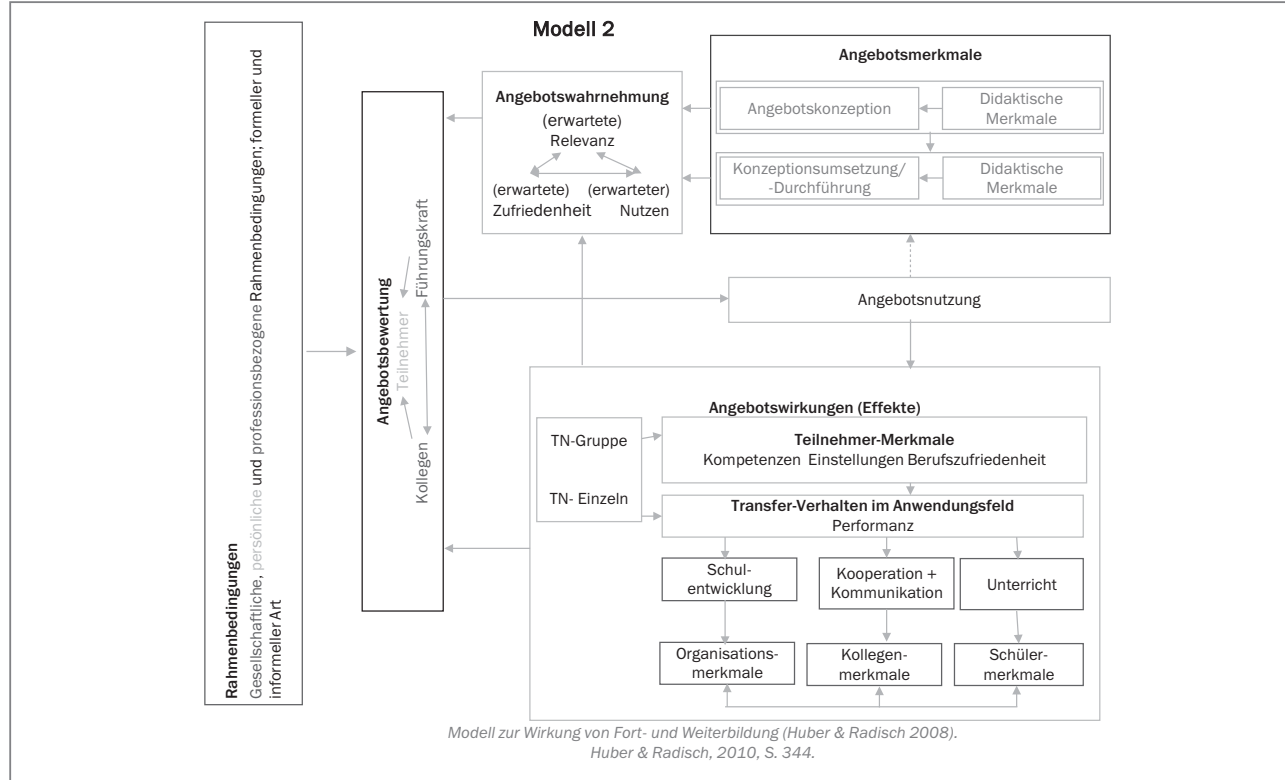 Modell 2
Rahmenbedingungen
Gesellschaftliche, persönliche und professionsbezogene Rahmenbedingungen; formeller und
informeller Art
Angebotsbewertung
Teilnehmer
Führungskraft
Kollegen
Angebotswahrnehmung
(erwartete)
Relevanz
(erwartete)
Zufriedenheit
(erwarteter)
Nutzen
Angebotsmerkmale
Angebotskonzeption
Didaktische
Merkmale
Konzeptionsumsetzung/
-Durchführung
Didaktische
Merkmale
Angebotsnutzung
Angebotswirkungen (Effekte)
TN-Gruppe
TN- Einzeln
Teilnehmer-Merkmale
Kompetenzen Einstellungen Berufszufriedenheit
Transfer-Verhalten im Anwendungsfeld
Performanz
Schul-
entwicklung
Kooperation +
Kommunikation
Unterricht
Organisations-
merkmale
Kollegen-
merkmale
Schüler-
merkmale
Modell zur Wirkung von Fort- und Weiterbildung (Huber & Radisch 2008).
Huber & Radisch, 2010, S. 344.